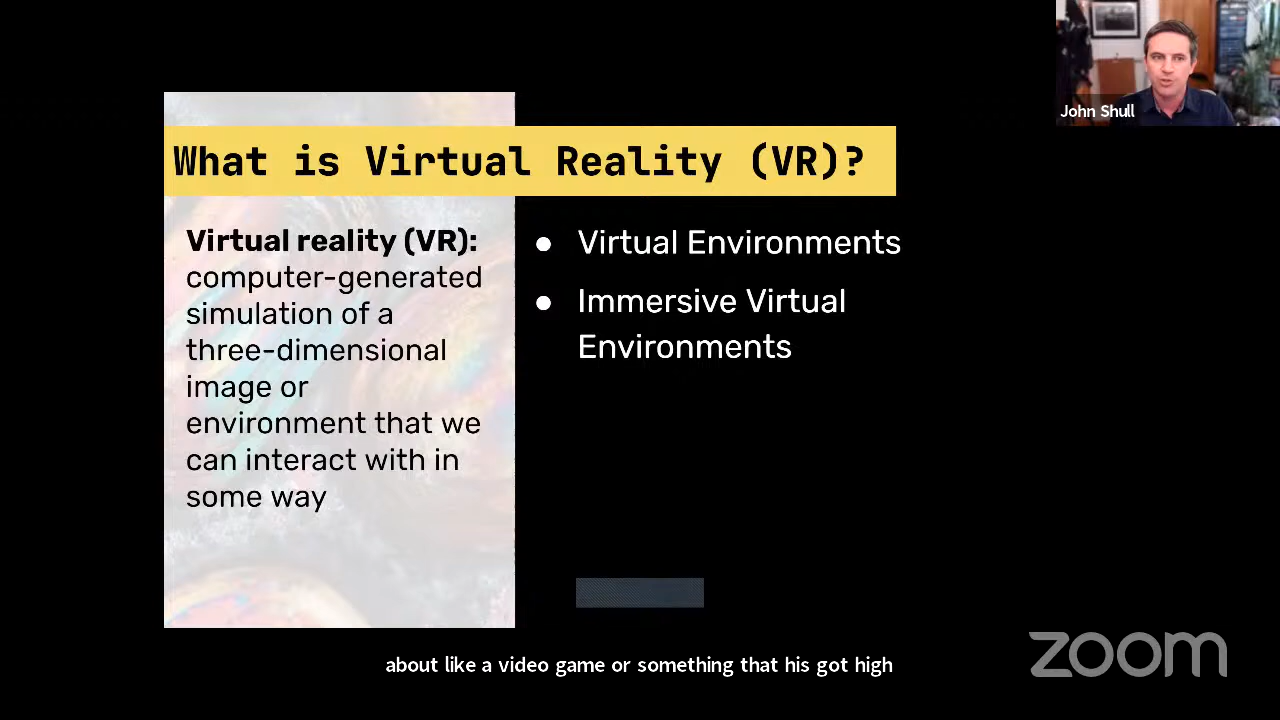 John Shull
What is Virtual Reality (VR)?
Virtual reality (VR):
computer-generated
simulation of a
three-dimensional
image or
environment that we
can interact with in
some way
● Virtual Environments
● Immersive Virtual
Environments
about like a video game or something that his got high
zoom